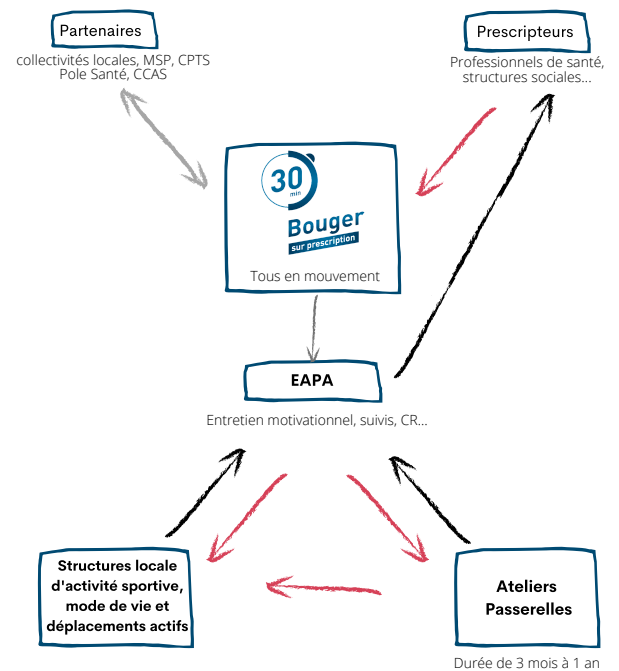 Partenaires
collectivités locales, MSP, CPTS
Pole Santé, CCAS
Prescripteurs
Professionnels de santé,
structures sociales...
30
min
Bouger
sur prescription
Tous en mouvement
EAPA
Entretien motivationnel, suivis, CR...
Structures locale
d'activité sportive,
mode de vie et
déplacements actifs
Ateliers
Passerelles
Durée de 3 mois à 1 an